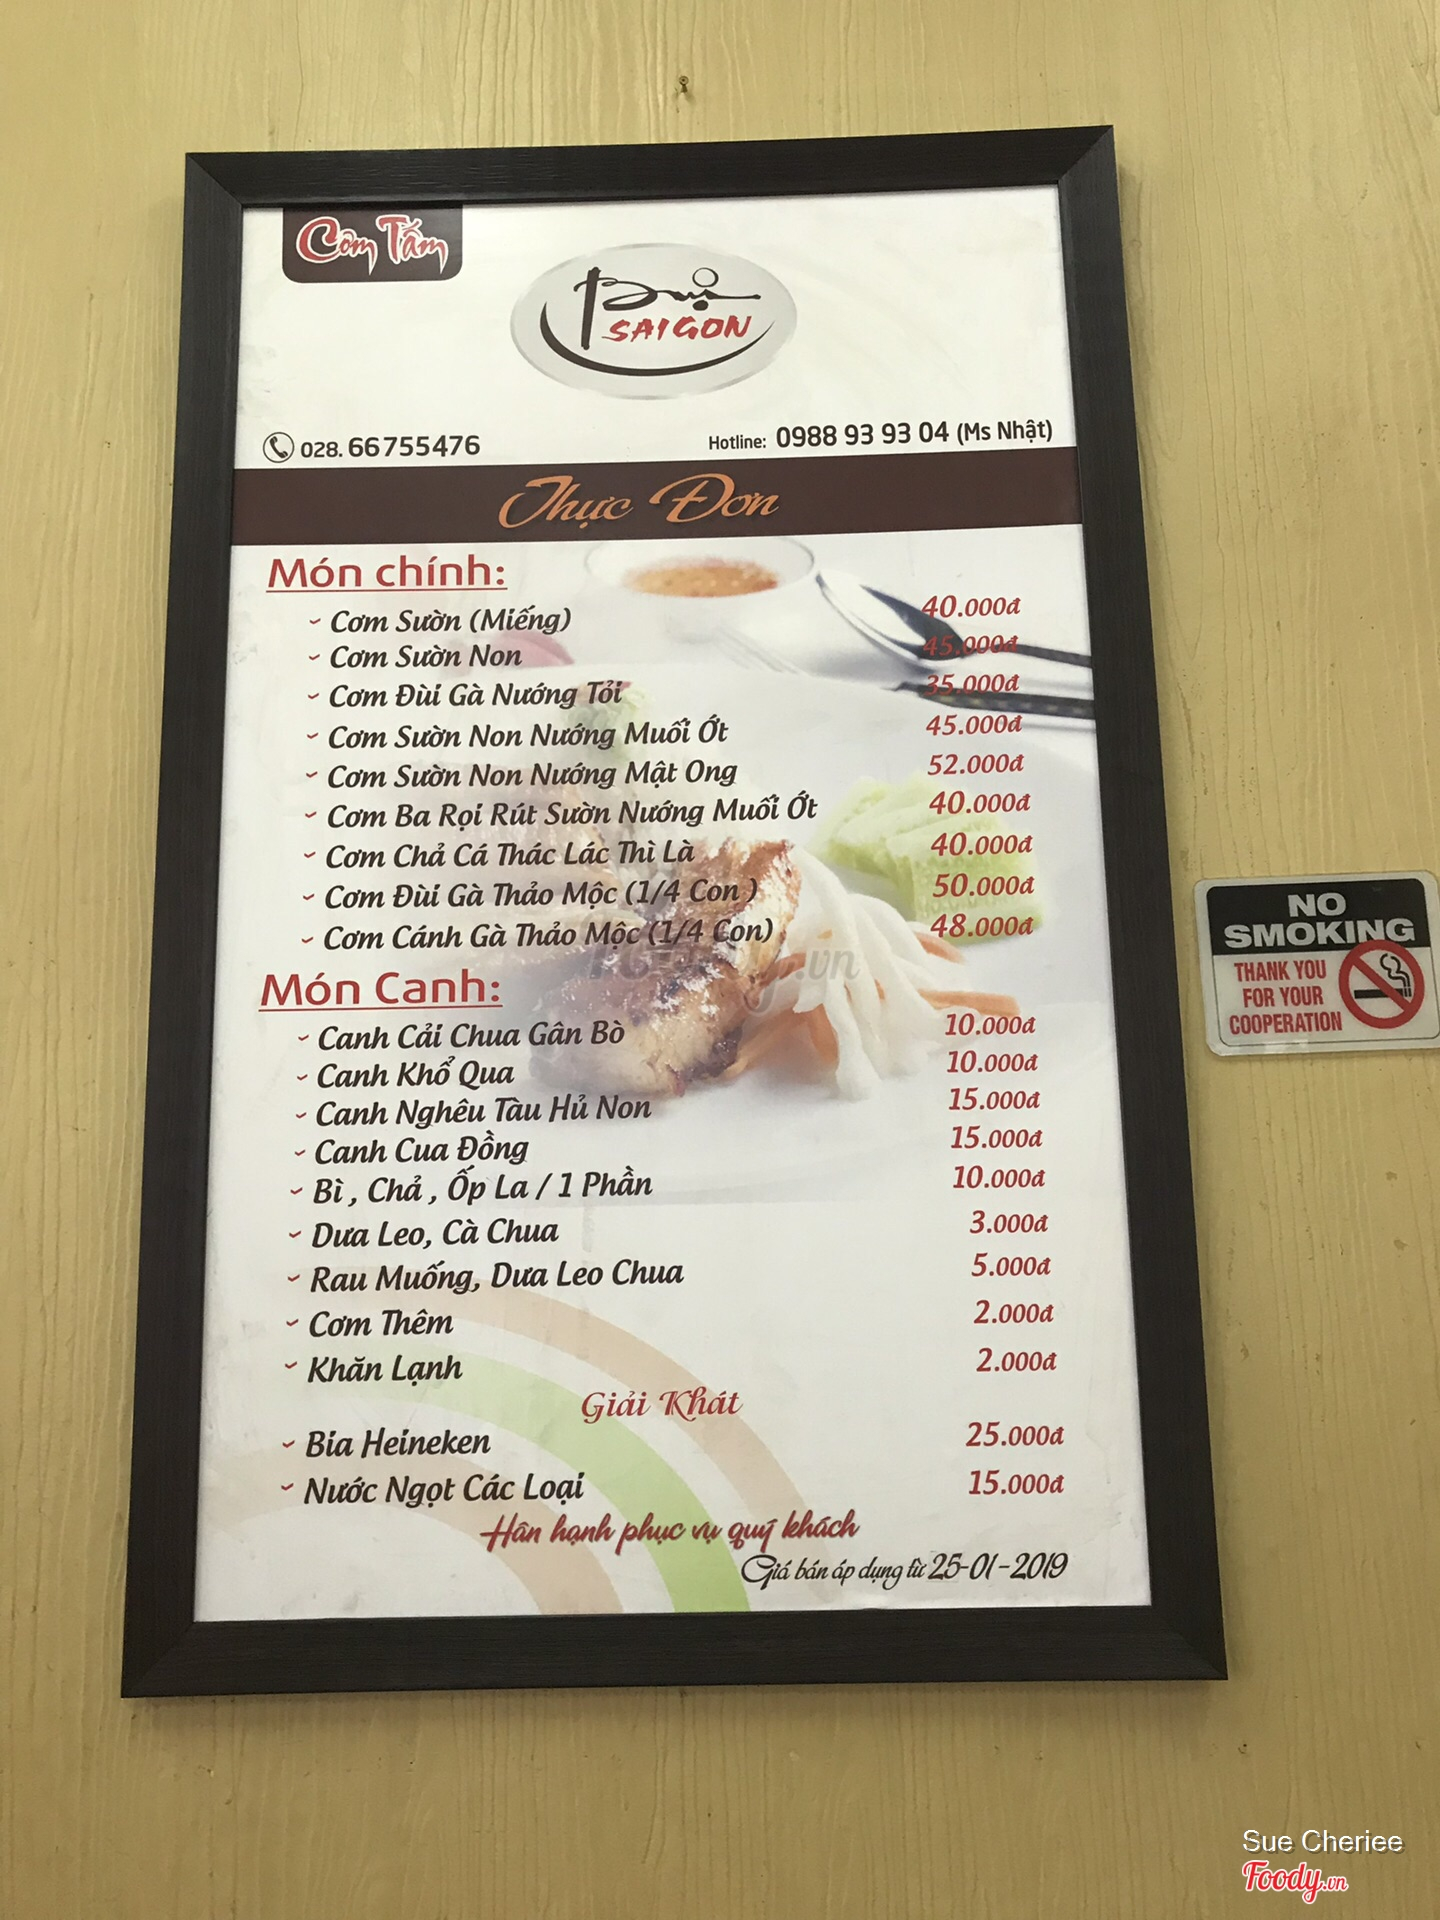 Cơm Tấm
Bụi
SAIGON
028. 66755476
Hotline: 0988 93 93 04 (Ms Nhật)
Thực Đơn
Món chính:
Cơm Sườn (Miếng) 40.000đ
Cơm Sườn Non 45.000đ
Cơm Đùi Gà Nướng Tỏi 35.000đ
Cơm Sườn Non Nướng Muối Ớt 45.000đ
Cơm Sườn Non Nướng Mật Ong 52.000đ
Cơm Ba Rọi Rút Sườn Nướng Muối Ớt 40.000đ
Cơm Chả Cá Thác Lác Thì Là 40.000đ
Cơm Đùi Gà Thảo Mộc (1/4 Con ) 50.000đ
Cơm Cánh Gà Thảo Mộc (1/4 Con) 48.000đ
Món Canh:
Canh Cải Chua Gân Bò 10.000đ
Canh Khổ Qua 10.000đ
Canh Nghêu Tàu Hủ Non 15.000đ
Canh Cua Đồng 15.000đ
Bì , Chả , Ốp La / 1 Phần 10.000đ
Dưa Leo, Cà Chua 3.000đ
Rau Muống, Dưa Leo Chua 5.000đ
Cơm Thêm 2.000đ
Khăn Lạnh 2.000đ
Giải Khát
Bia Heineken 25.000đ
Nước Ngọt Các Loại 15.000đ
Hân hạnh phục vụ quý khách
Giá bán áp dụng từ 25-01-2019
NO
SMOKING
THANK YOU
FOR YOUR
COOPERATION
Sue Cheriee
Foody.vn